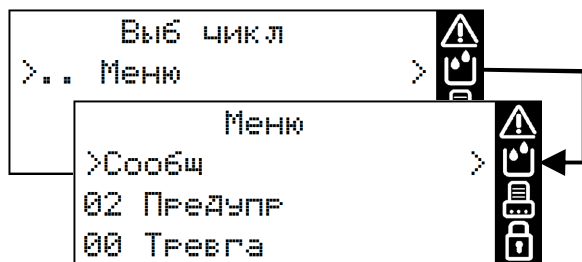 Выб цикл
>.. Меню >
Меню
>Сообщ >
02 Предупр
00 Тревга